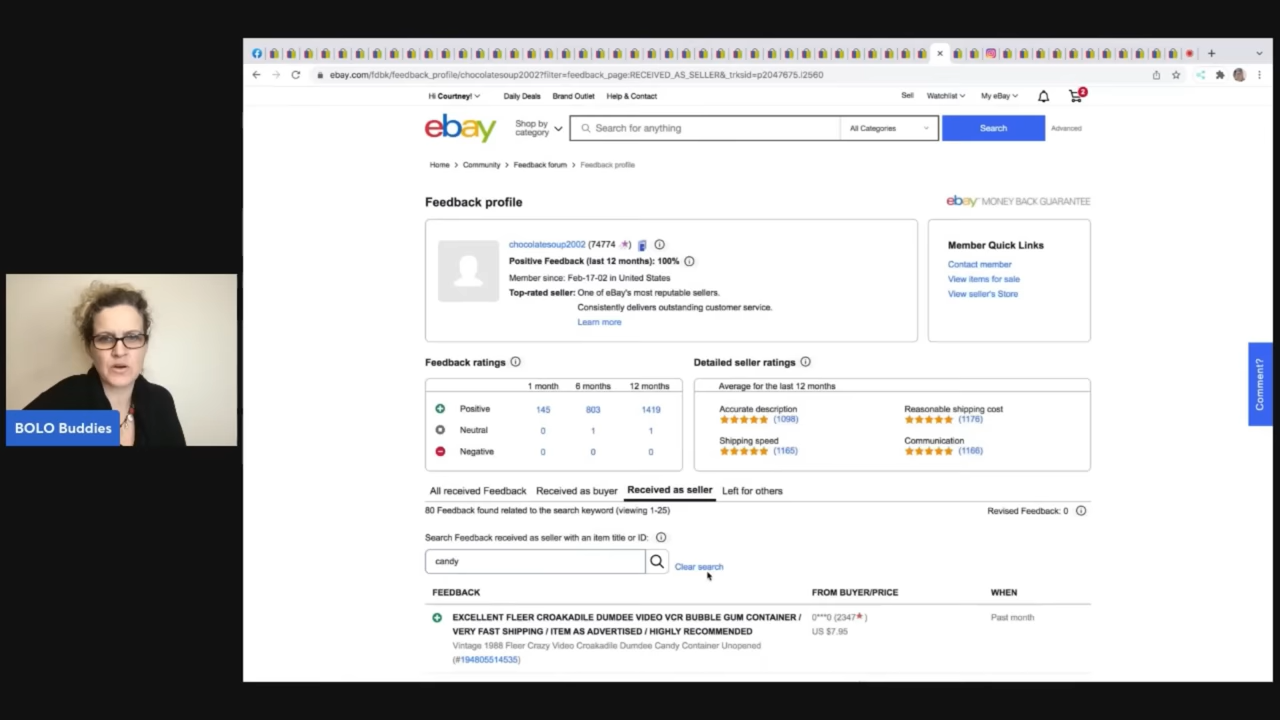 ebay.com/fdbk/feedback_profile/chocolatesoup2002?filter=feedback_page:RECEIVED_AS_SELLER&_trksid=p2047675.l2560
Hi Courtney!
Daily Deals
Brand Outlet
Help & Contact
Sell
Watchlist
My eBay
2
ebay
Shop by
category
Search for anything
All Categories
Search
Advanced
Home > Community > Feedback forum > Feedback profile
Feedback profile
ebay MONEY BACK GUARANTEE
chocolatesoup2002 (74774 )
Positive Feedback (last 12 months): 100%
Member since: Feb-17-02 in United States
Top-rated seller: One of eBay's most reputable sellers.
Consistently delivers outstanding customer service.
Learn more
Member Quick Links
Contact member
View items for sale
View seller's Store
Feedback ratings
1 month 6 months 12 months
Positive 145 803 1419
Neutral 0 1 1
Negative 0 0 0
Detailed seller ratings
Average for the last 12 months
Accurate description
(1098)
Reasonable shipping cost
(1176)
Shipping speed
(1165)
Communication
(1166)
Comment?
BOLO Buddies
All received Feedback Received as buyer Received as seller Left for others
80 Feedback found related to the search keyword (viewing 1-25)
Revised Feedback: 0
Search Feedback received as seller with an item title or ID:
candy
Clear search
FEEDBACK FROM BUYER/PRICE WHEN
EXCELLENT FLEER CROAKADILE DUMDEE VIDEO VCR BUBBLE GUM CONTAINER /
VERY FAST SHIPPING / ITEM AS ADVERTISED / HIGHLY RECOMMENDED
Vintage 1988 Fleer Crazy Video Croakadile Dumdee Candy Container Unopened
(#194805514535)
0***0 (2347 )
US $7.95
Past month